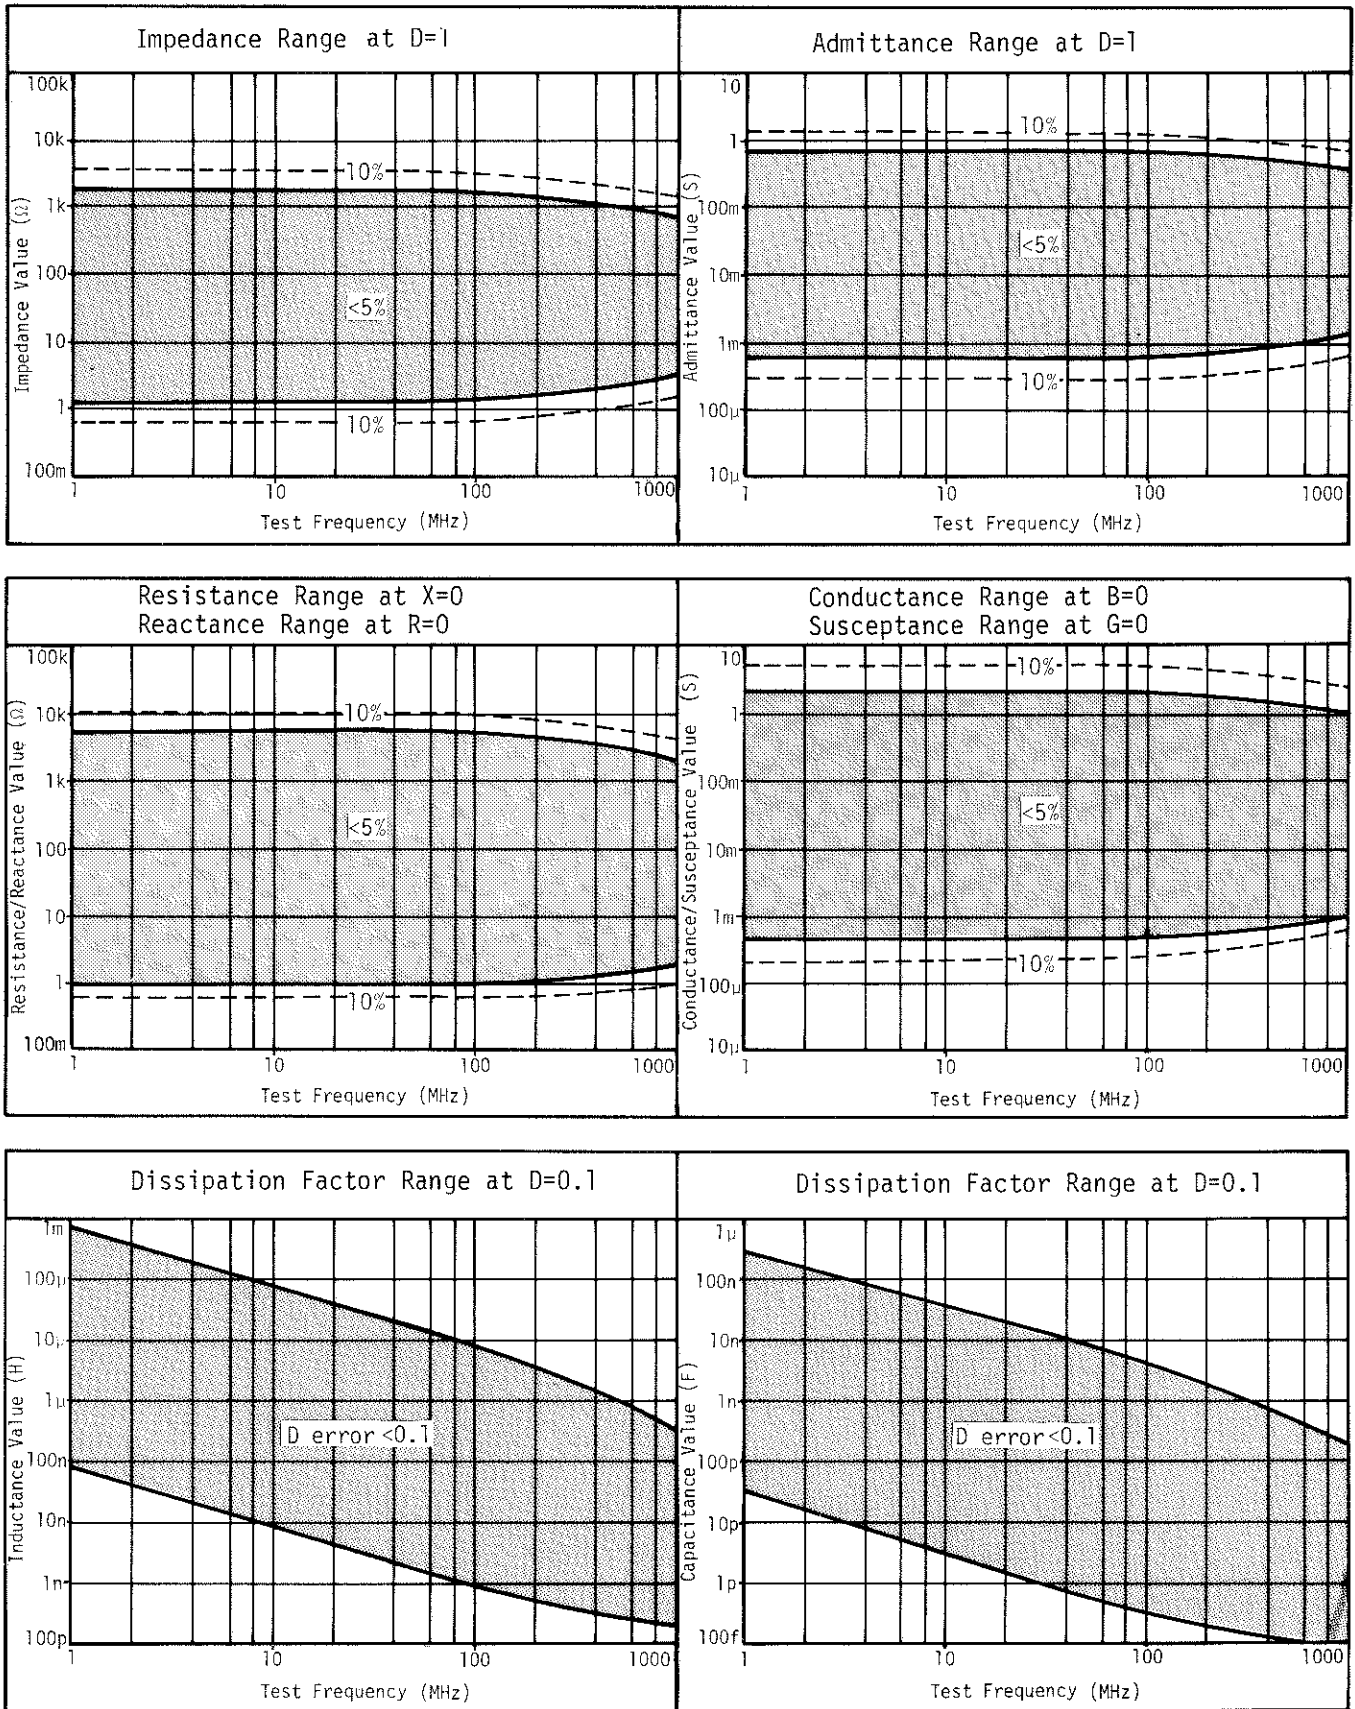 Impedance Range at D=1
100k
10k
1k
100
10
1
100m
Impedance Value (Ω)
10%
<5%
10%
1 10 100 1000
Test Frequency (MHz)
Admittance Range at D=1
10
1
100m
10m
1m
100μ
10μ
Admittance Value (S)
10%
<5%
10%
1 10 100 1000
Test Frequency (MHz)
Resistance Range at X=0
Reactance Range at R=0
100k
10k
1k
100
10
1
100m
Resistance/Reactance Value (Ω)
10%
<5%
10%
1 10 100 1000
Test Frequency (MHz)
Conductance Range at B=0
Susceptance Range at G=0
10
1
100m
10m
1m
100μ
10μ
Conductance/Susceptance Value (S)
10%
<5%
10%
1 10 100 1000
Test Frequency (MHz)
Dissipation Factor Range at D=0.1
1m
100μ
10μ
1μ
100n
10n
1n
100p
Inductance Value (H)
D error<0.1
1 10 100 1000
Test Frequency (MHz)
Dissipation Factor Range at D=0.1
1μ
100n
10n
1n
100p
10p
1p
100f
Capacitance Value (F)
D error<0.1
1 10 100 1000
Test Frequency (MHz)